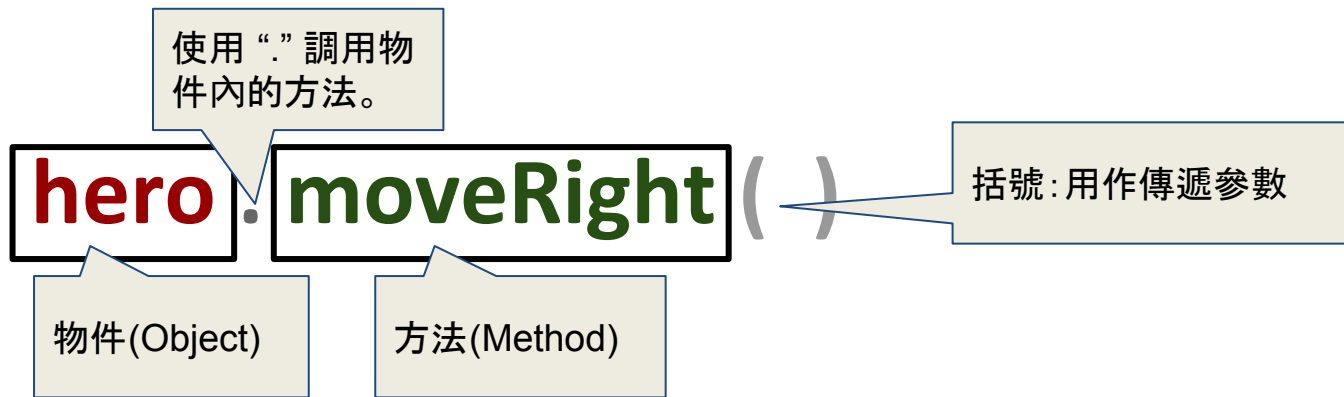 使用 “.” 調用物
件內的方法。
hero . moveRight ( )
括號：用作傳遞參數
物件(Object)
方法(Method)